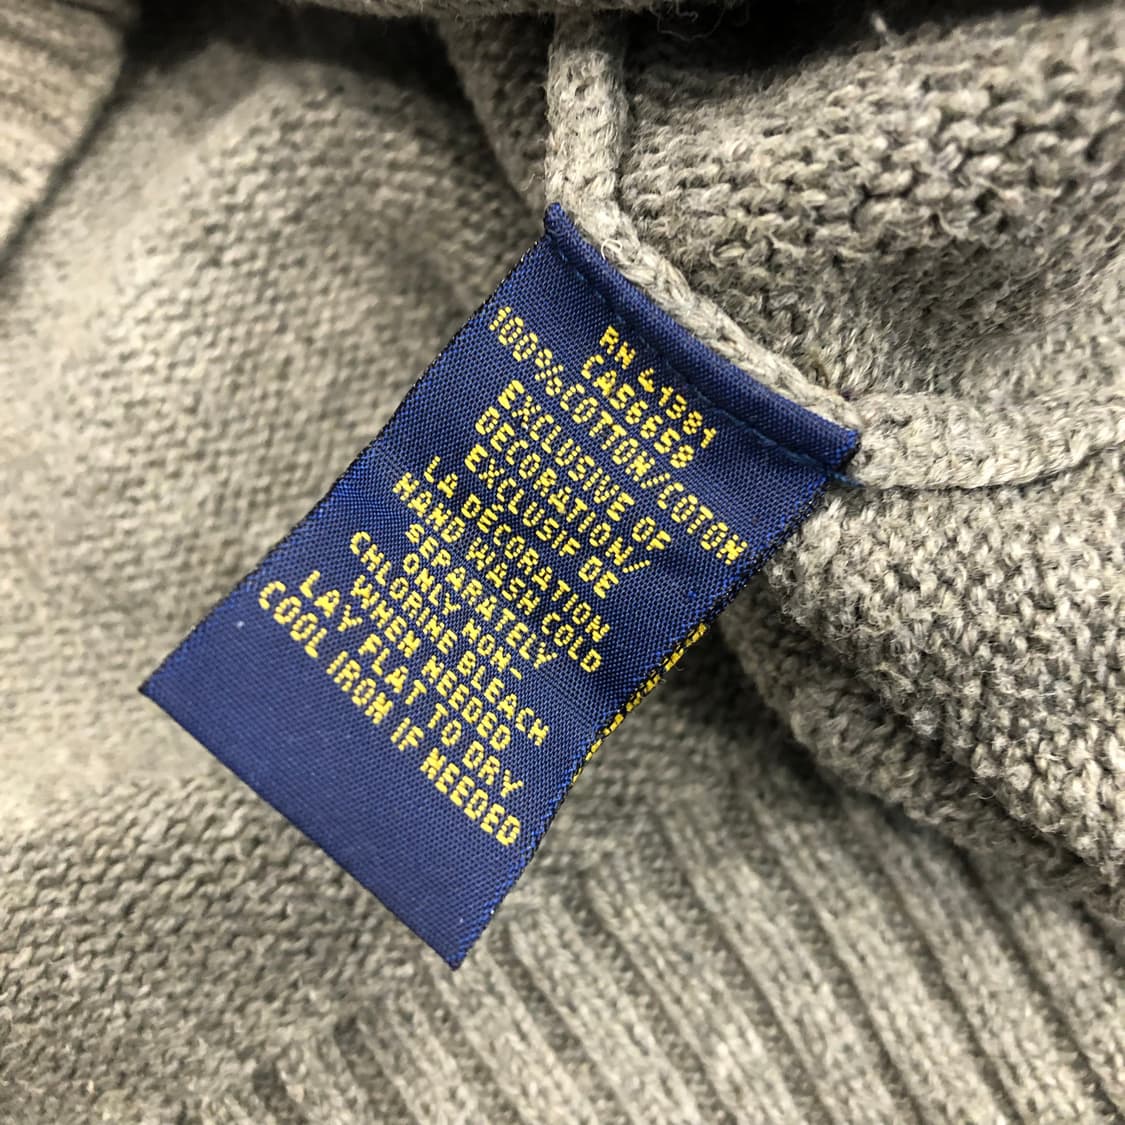 RN 41381
CA56658
100% COTTON/COTON
EXCLUSIVE OF
DECORATION/
EXCLUSIF DE
LA DÉCORATION
HAND WASH COLD
SEPARATELY
ONLY NON-
CHLORINE BLEACH
WHEN NEEDED
LAY FLAT TO DRY
COOL IRON IF
NEEDED